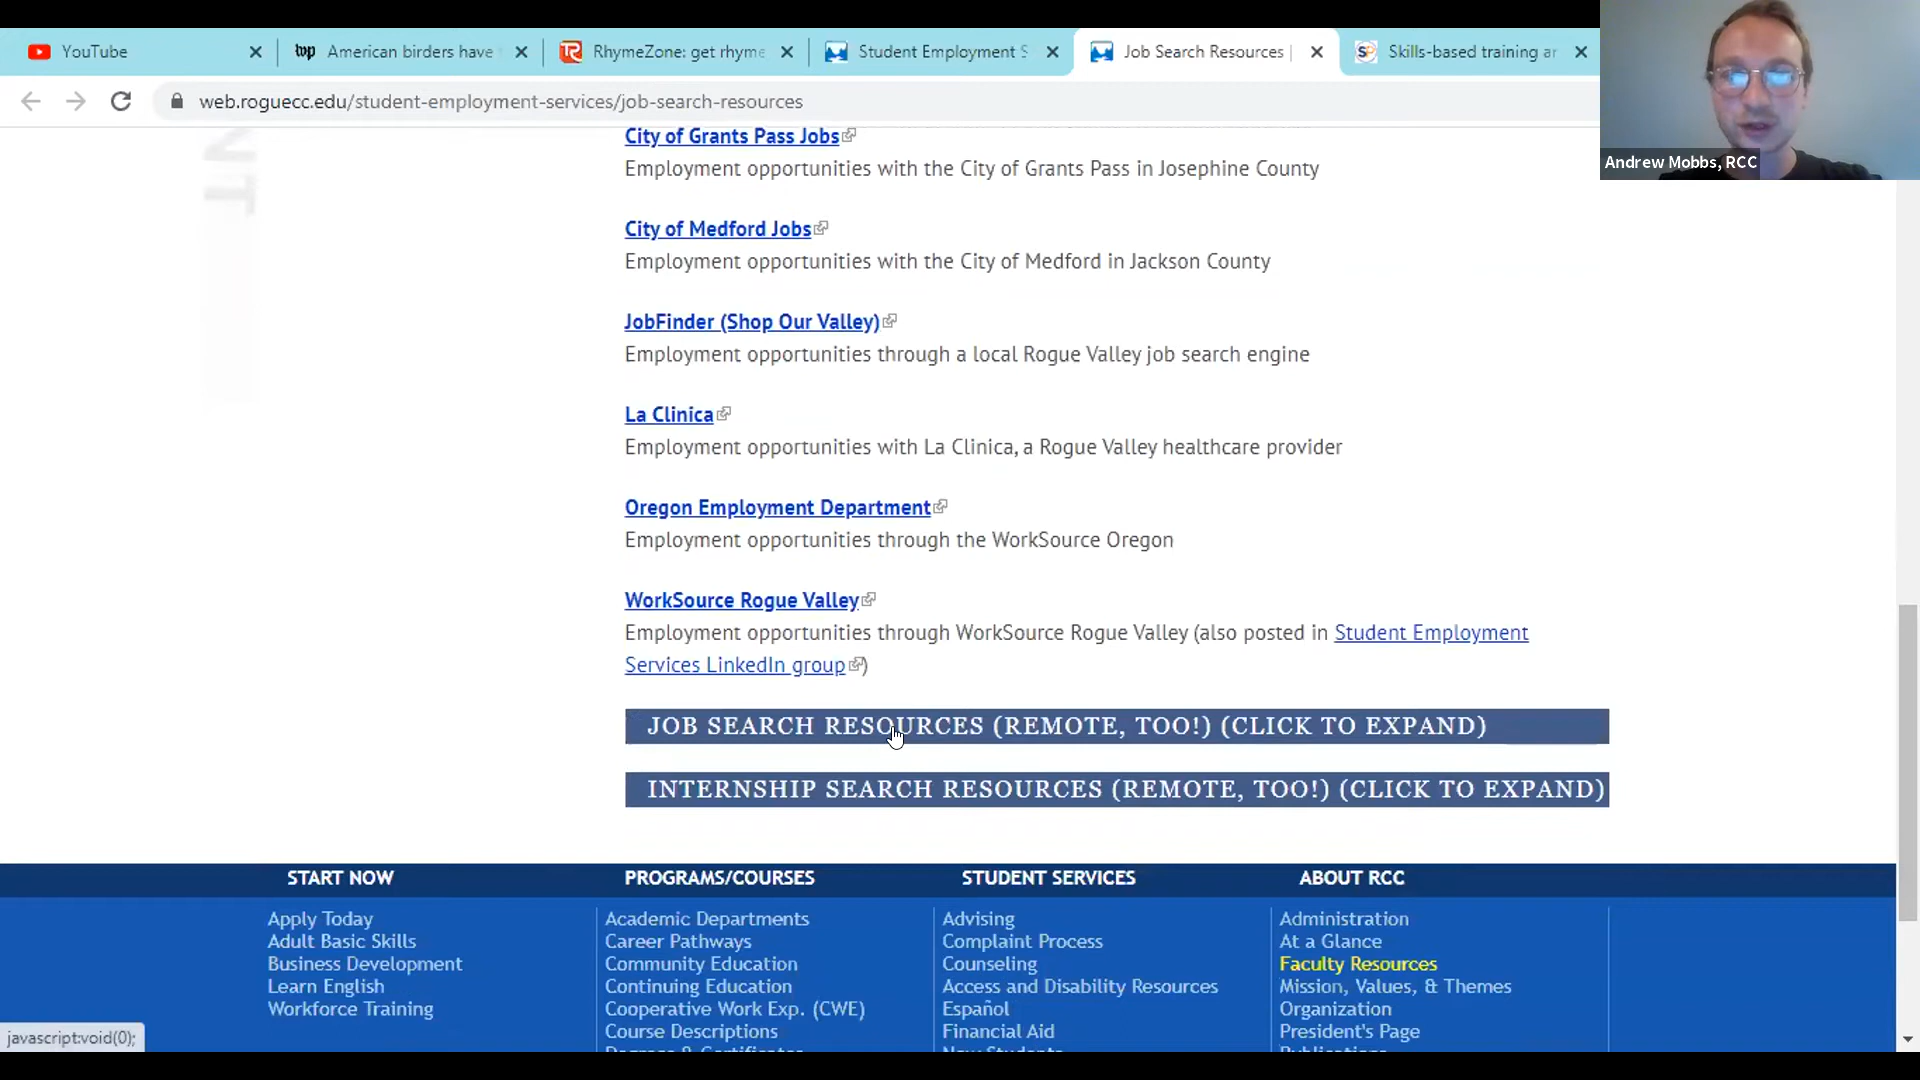 YouTube
American birders have
RhymeZone: get rhyme
Student Employment S
Job Search Resources |
Skills-based training ar
web.roguecc.edu/student-employment-services/job-search-resources
Andrew Mobbs, RCC
NT
City of Grants Pass Jobs
Employment opportunities with the City of Grants Pass in Josephine County
City of Medford Jobs
Employment opportunities with the City of Medford in Jackson County
JobFinder (Shop Our Valley)
Employment opportunities through a local Rogue Valley job search engine
La Clinica
Employment opportunities with La Clinica, a Rogue Valley healthcare provider
Oregon Employment Department
Employment opportunities through the WorkSource Oregon
WorkSource Rogue Valley
Employment opportunities through WorkSource Rogue Valley (also posted in Student Employment
Services LinkedIn group)
JOB SEARCH RESOURCES (REMOTE, TOO!) (CLICK TO EXPAND)
INTERNSHIP SEARCH RESOURCES (REMOTE, TOO!) (CLICK TO EXPAND)
START NOW
Apply Today
Adult Basic Skills
Business Development
Learn English
Workforce Training
PROGRAMS/COURSES
Academic Departments
Career Pathways
Community Education
Continuing Education
Cooperative Work Exp. (CWE)
Course Descriptions
STUDENT SERVICES
Advising
Complaint Process
Counseling
Access and Disability Resources
Español
Financial Aid
ABOUT RCC
Administration
At a Glance
Faculty Resources
Mission, Values, & Themes
Organization
President's Page
javascript:void(0);